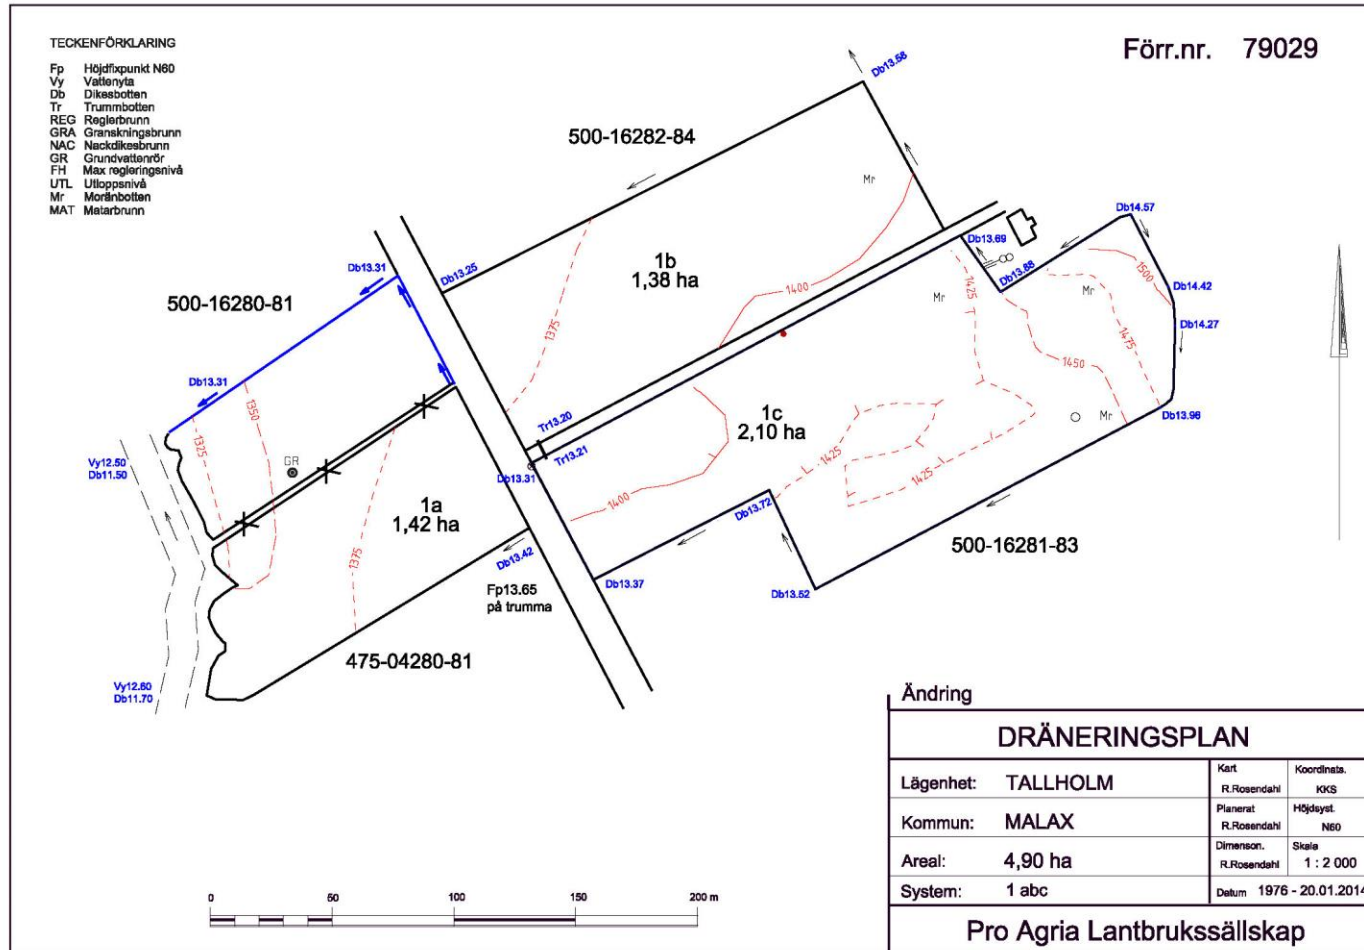 TECKENFÖRKLARING
Fp Höjdfixpunkt N60
Vy Vattenyta
Db Dikesbotten
Tr Trummbotten
REG Reglerbrunn
GRA Granskningsbrunn
NAC Nackdikesbrunn
GR Grundvattenrör
FH Max regleringsnivå
UTL Utloppsnivå
Mr Moränbotten
MAT Matarbrunn
Förr.nr. 79029
Db13.58
500-16282-84
Mr
Db14.57
Db13.69
Db13.31
Db13.25
1b
1,38 ha
500-16280-81
1400
1375
Db13.88
1425
Mr
Mr
1500
Db14.42
Db14.27
1475
1450
Db13.31
1350
1325
Tr13.20
Tr13.21
Db13.31
1c
2,10 ha
Mr
Db13.98
GR
Vy12.50
Db11.50
1a
1,42 ha
1375
1400
1425
1425
Db13.72
500-16281-83
Db13.42
Db13.37
Db13.52
Fp13.65
på trumma
475-04280-81
Vy12.60
Db11.70
Ändring
DRÄNERINGSPLAN
Lägenhet: TALLHOLM
Kart
R.Rosendahl
Koordinats.
KKS
Kommun: MALAX
Planerat
R.Rosendahl
Höjdsyst.
N60
Areal: 4,90 ha
Dimenson.
R.Rosendahl
Skala
1 : 2 000
System: 1 abc
Datum 1976 - 20.01.2014
Pro Agria Lantbrukssällskap
0 50 100 150 200 m